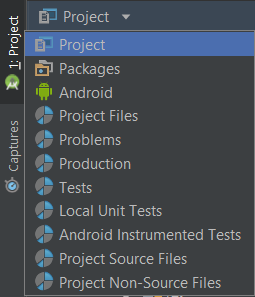 Project
1: Project
Captures
Project
Packages
Android
Project Files
Problems
Production
Tests
Local Unit Tests
Android Instrumented Tests
Project Source Files
Project Non-Source Files